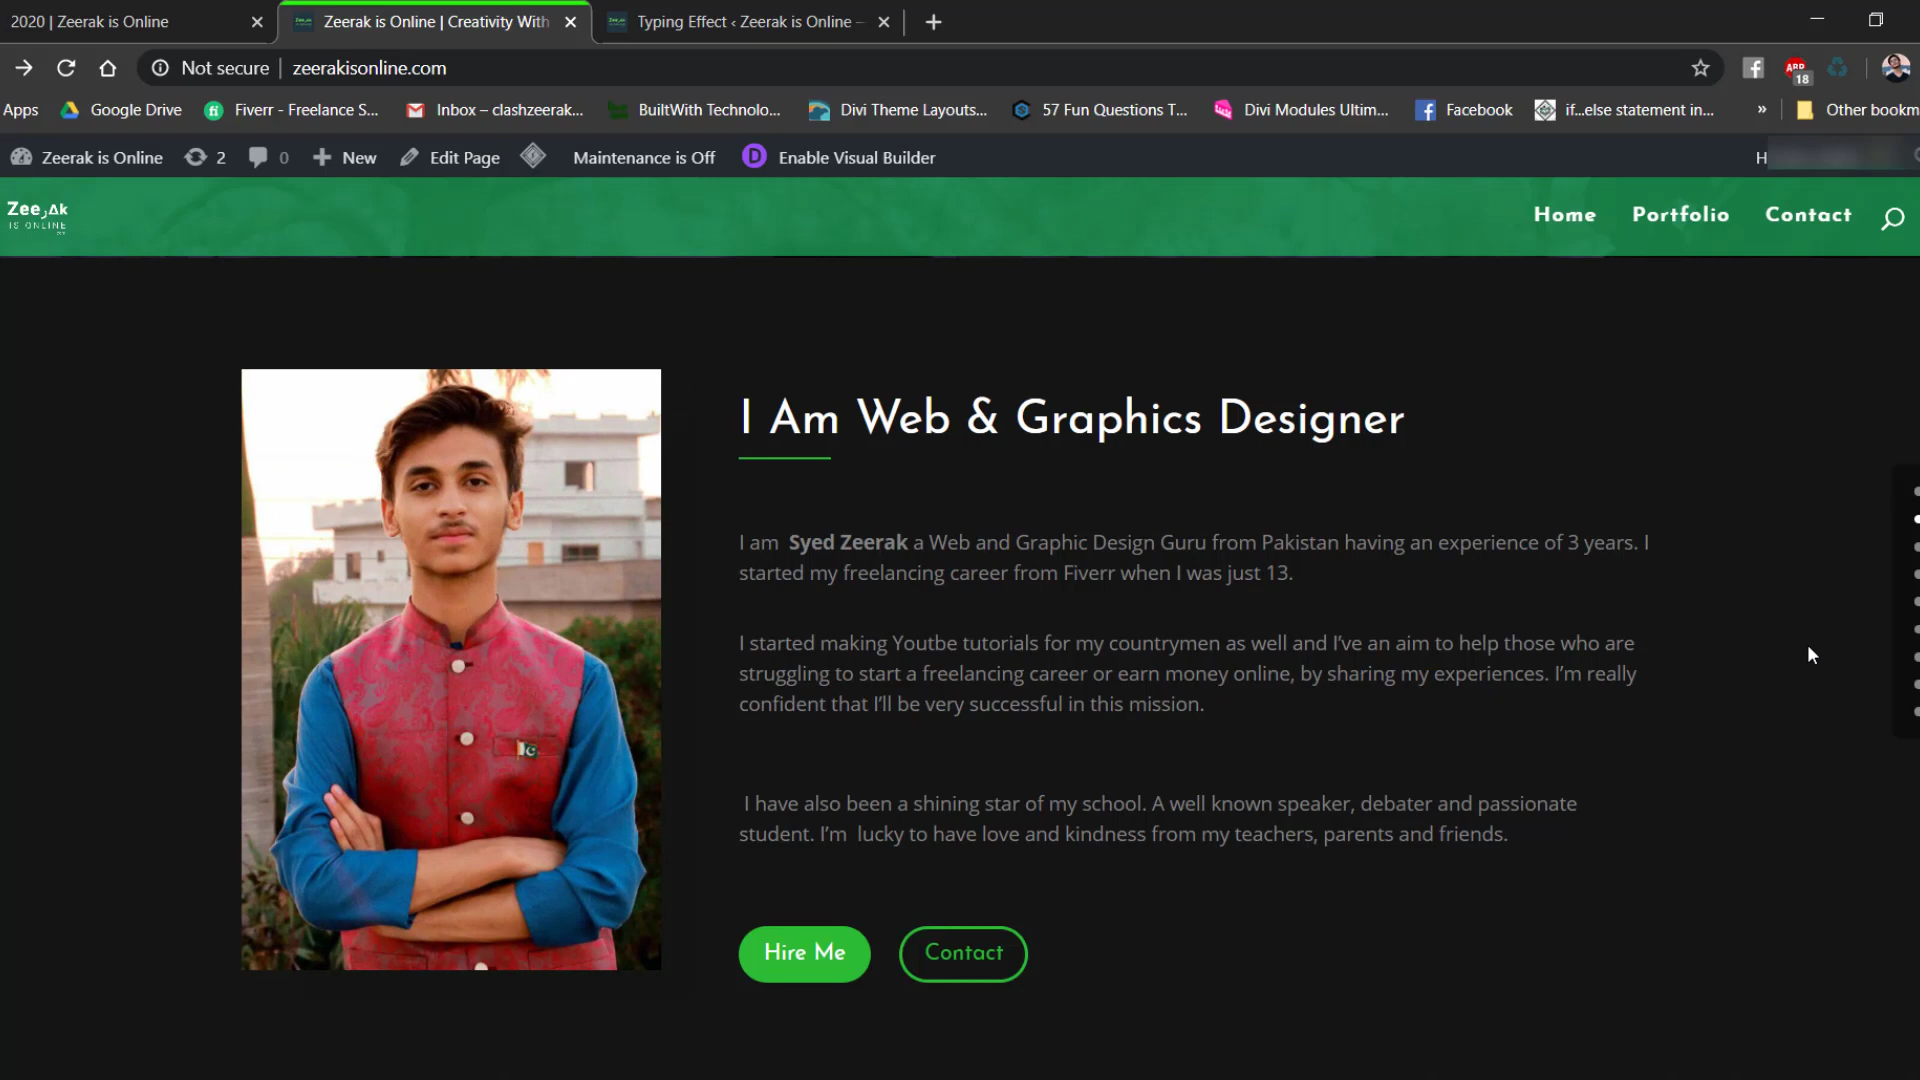 2020 | Zeerak is Online
Zeerak is Online | Creativity With
Typing Effect ‹ Zeerak is Online —
Not secure
zeerakisonline.com
ABD
18
Apps
Google Drive
Fiverr - Freelance S...
Inbox – clashzeerak...
BuiltWith Technolo...
Divi Theme Layouts...
57 Fun Questions T...
Divi Modules Ultim...
Facebook
if...else statement in...
»
Other bookm
Zeerak is Online
2
0
New
Edit Page
Maintenance is Off
D
Enable Visual Builder
H
IS ONLINE
Home
Portfolio
Contact
I Am Web & Graphics Designer
I am Syed Zeerak a Web and Graphic Design Guru from Pakistan having an experience of 3 years. I
started my freelancing career from Fiverr when I was just 13.
I started making Youtbe tutorials for my countrymen as well and I’ve an aim to help those who are
struggling to start a freelancing career or earn money online, by sharing my experiences. I’m really
confident that I’ll be very successful in this mission.
I have also been a shining star of my school. A well known speaker, debater and passionate
student. I’m lucky to have love and kindness from my teachers, parents and friends.
Hire Me
Contact